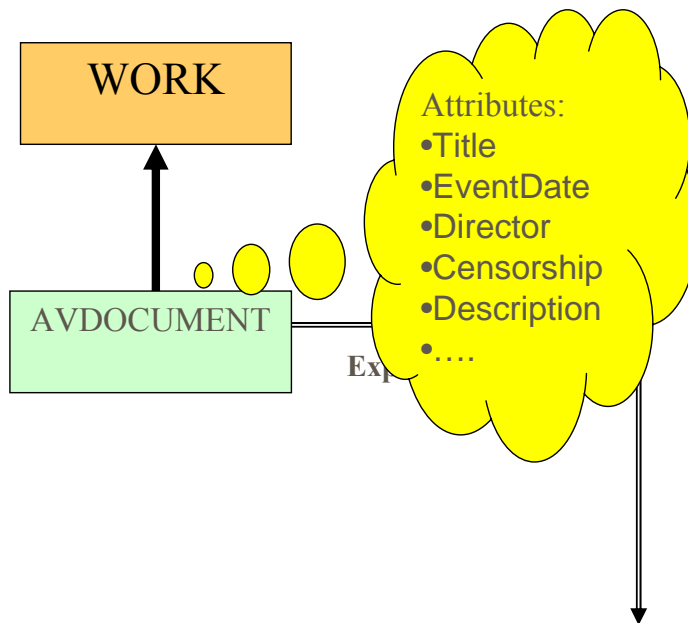 WORK
Attributes:
•Title
•EventDate
•Director
•Censorship
•Description
•….
AVDOCUMENT